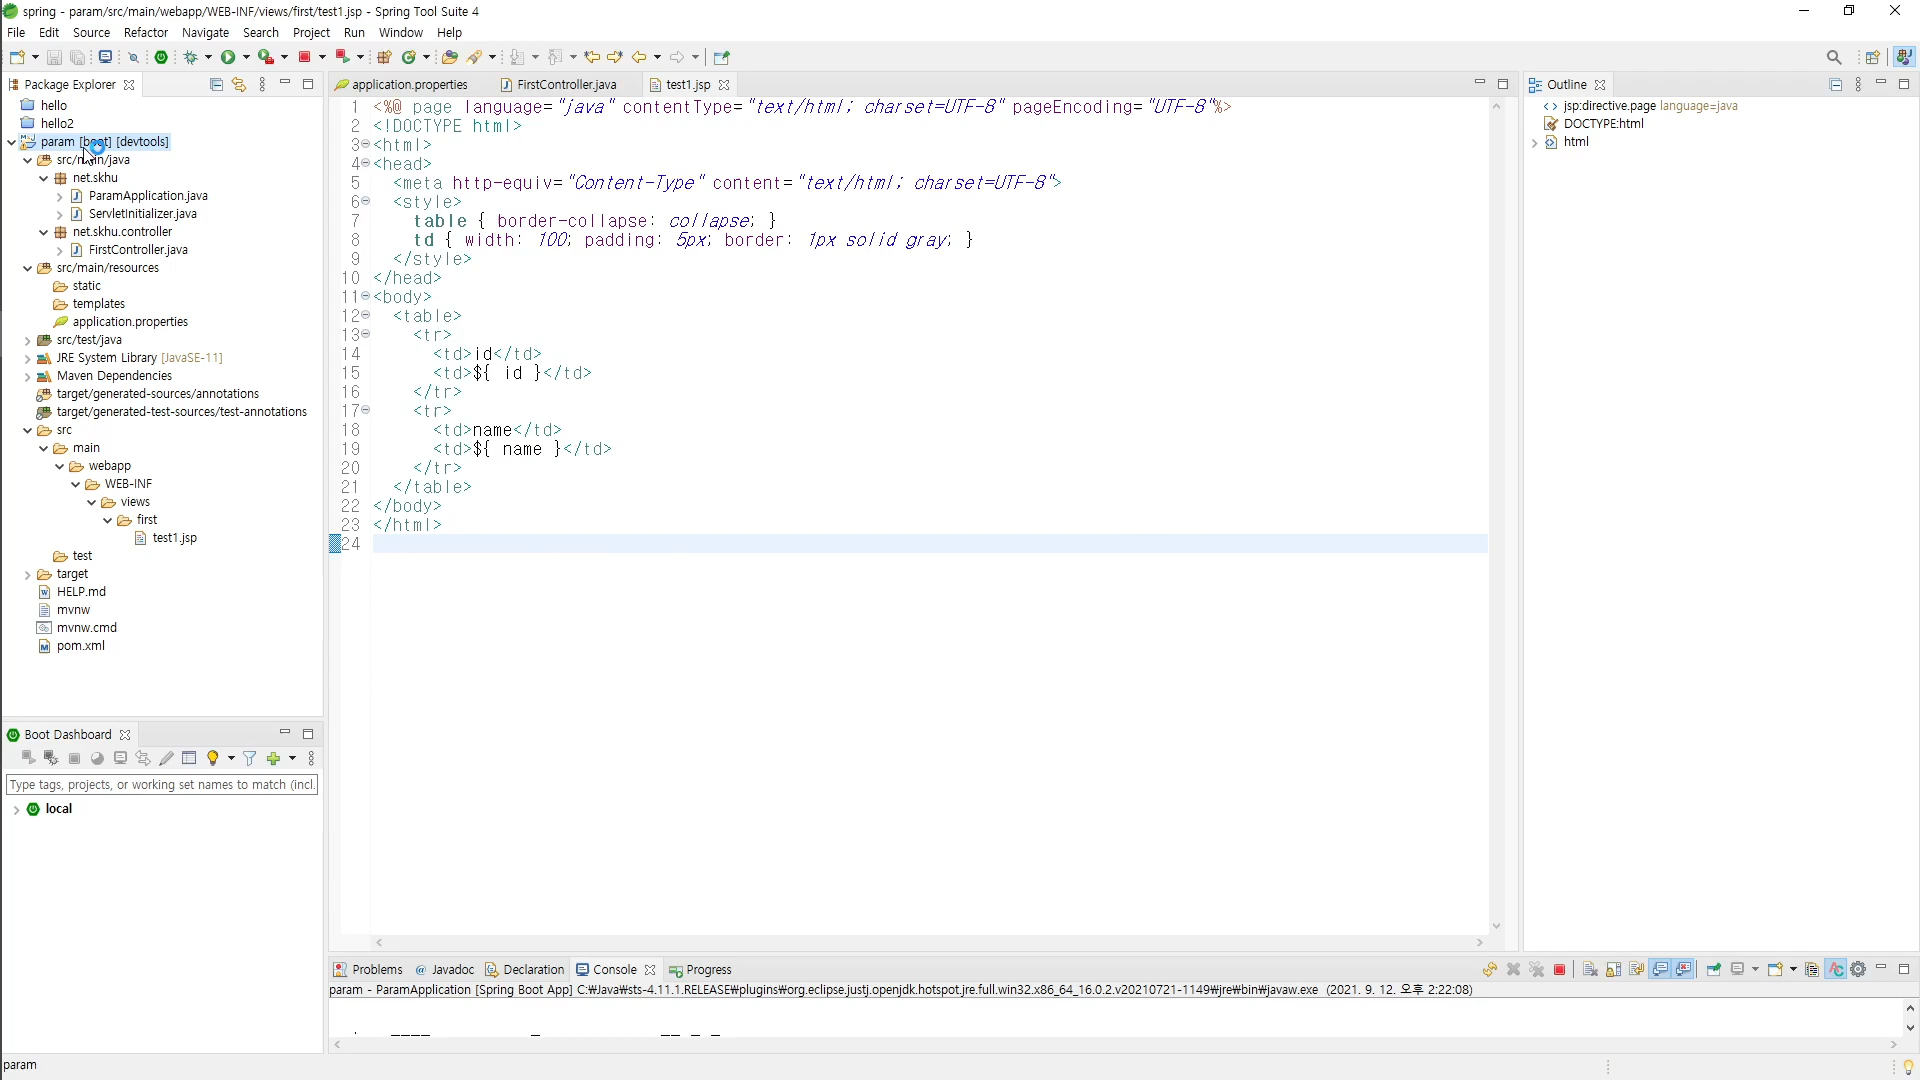 spring - param/src/main/webapp/WEB-INF/views/first/test1.jsp - Spring Tool Suite 4
File Edit Source Refactor Navigate Search Project Run Window Help
Package Explorer
hello
hello2
param [boot] [devtools]
src/main/java
net.skhu
ParamApplication.java
ServletInitializer.java
net.skhu.controller
FirstController.java
src/main/resources
static
templates
application.properties
src/test/java
JRE System Library [JavaSE-11]
Maven Dependencies
target/generated-sources/annotations
target/generated-test-sources/test-annotations
src
main
webapp
WEB-INF
views
first
test1.jsp
test
target
HELP.md
mvnw
mvnw.cmd
pom.xml
Boot Dashboard
Type tags, projects, or working set names to match (incl.
local
application.properties FirstController.java test1.jsp
1 <%@ page language="java" contentType="text/html; charset=UTF-8" pageEncoding="UTF-8"%>
2 <!DOCTYPE html>
3 <html>
4 <head>
5 <meta http-equiv="Content-Type" content="text/html; charset=UTF-8">
6 <style>
7 table { border-collapse: collapse; }
8 td { width: 100; padding: 5px; border: 1px solid gray; }
9 </style>
10 </head>
11 <body>
12 <table>
13 <tr>
14 <td>id</td>
15 <td>${ id }</td>
16 </tr>
17 <tr>
18 <td>name</td>
19 <td>${ name }</td>
20 </tr>
21 </table>
22 </body>
23 </html>
24
Outline
jsp:directive.page language=java
DOCTYPE:html
html
Problems @ Javadoc Declaration Console Progress
param - ParamApplication [Spring Boot App] C:₩Java₩sts-4.11.1.RELEASE₩plugins₩org.eclipse.justj.openjdk.hotspot.jre.full.win32.x86_64_16.0.2.v20210721-1149₩jre₩bin₩javaw.exe (2021. 9. 12. 오후 2:22:08)
param